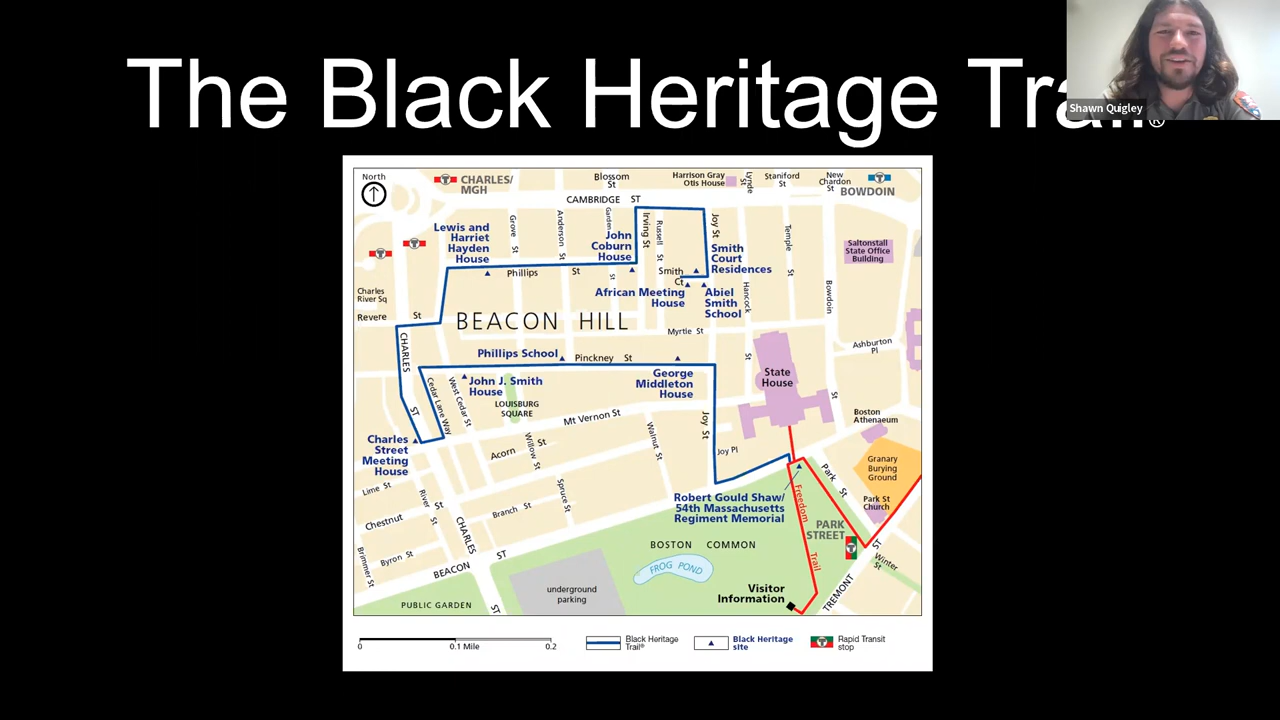 The Black Heritage Trail®
Shawn Quigley
North
CHARLES/
MGH
Blossom
St
Harrison Gray
Otis House
Lynde
St
Staniford
St
New
Chardon
St
BOWDOIN
CAMBRIDGE ST
Lewis and
Harriet
Hayden
House
Grove
St
Anderson
St
Garden
St
John
Coburn
House
Irving St
Russell
St
Joy St
Smith
Court
Residences
Temple
St
Saltonstall
State Office
Building
Phillips St
Smith
Ct
African Meeting
House
Abiel
Smith
School
Hancock
St
Bowdoin
St
Charles
River Sq
Revere St
BEACON HILL
Myrtle St
CHARLES
ST
Ashburton
Pl
Phillips School
Pinckney St
State
House
George
Middleton
House
John J. Smith
House
Cedar Lane Way
West Cedar St
LOUISBURG
SQUARE
Mt Vernon St
Joy St
Boston
Athenaeum
Charles
Street
Meeting
House
Acorn St
Willow St
Walnut St
Joy Pl
Park St
Granary
Burying
Ground
Lime St
River St
Spruce St
Robert Gould Shaw/
54th Massachusetts
Regiment Memorial
Freedom Trail
Park St
Church
Chestnut
Branch St
CHARLES
ST
PARK
STREET
BOSTON COMMON
Brimmer St
Byron St
BEACON ST
FROG POND
Winter
St
TREMONT ST
underground
parking
Visitor
Information
PUBLIC GARDEN
0 0.1 Mile 0.2
Black Heritage
Trail®
Black Heritage
site
Rapid Transit
stop